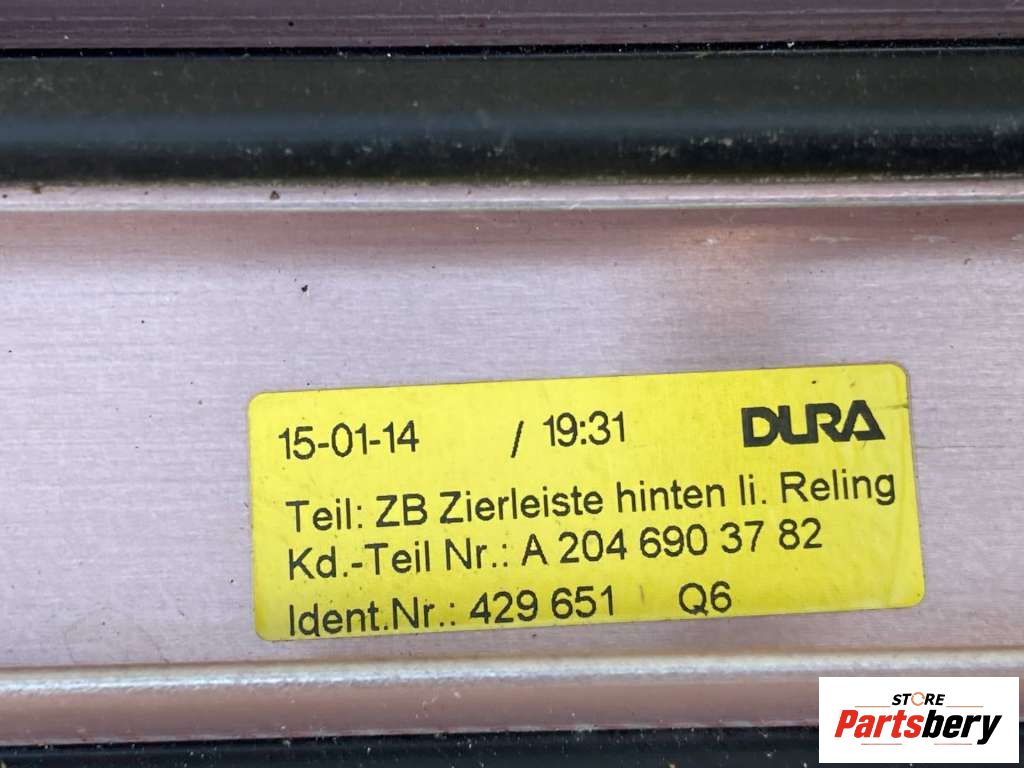 15-01-14 / 19:31 DURA
Teil: ZB Zierleiste hinten li. Reling
Kd.-Teil Nr.: A 204 690 37 82
Ident.Nr.: 429 651 Q6
STORE
Partsbery